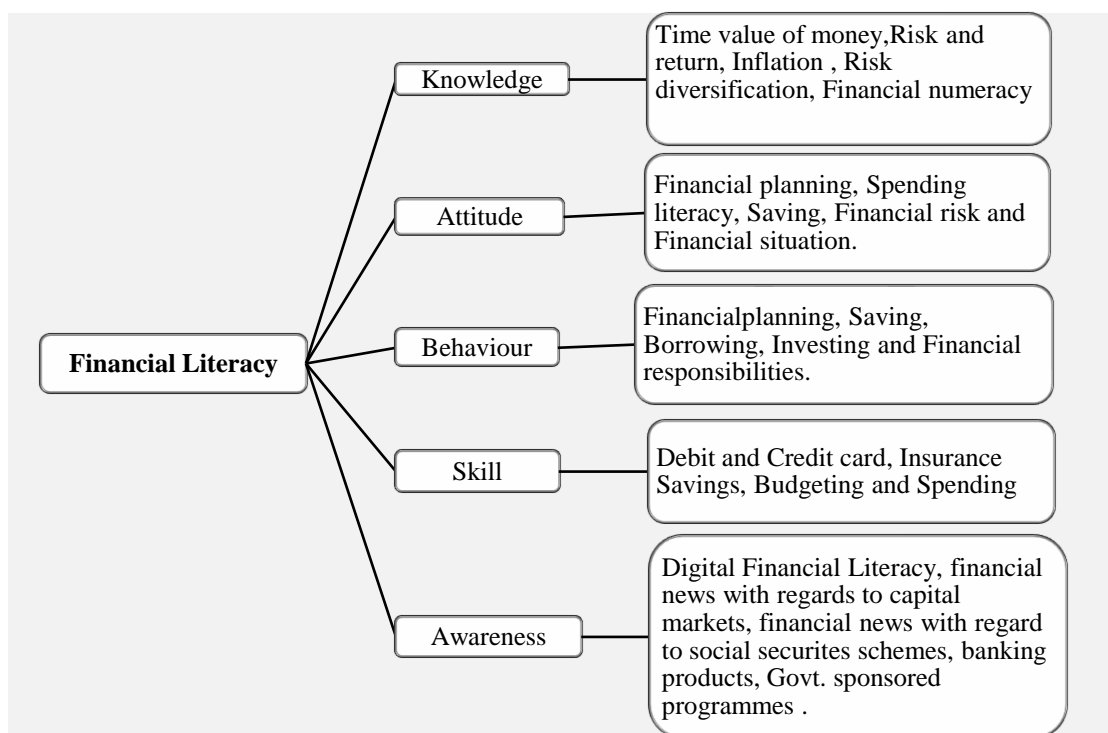 Financial Literacy
Knowledge
Time value of money,Risk and
return, Inflation , Risk
diversification, Financial numeracy
Attitude
Financial planning, Spending
literacy, Saving, Financial risk and
Financial situation.
Behaviour
Financialplanning, Saving,
Borrowing, Investing and Financial
responsibilities.
Skill
Debit and Credit card, Insurance
Savings, Budgeting and Spending
Awareness
Digital Financial Literacy, financial
news with regards to capital
markets, financial news with regard
to social securites schemes, banking
products, Govt. sponsored
programmes .